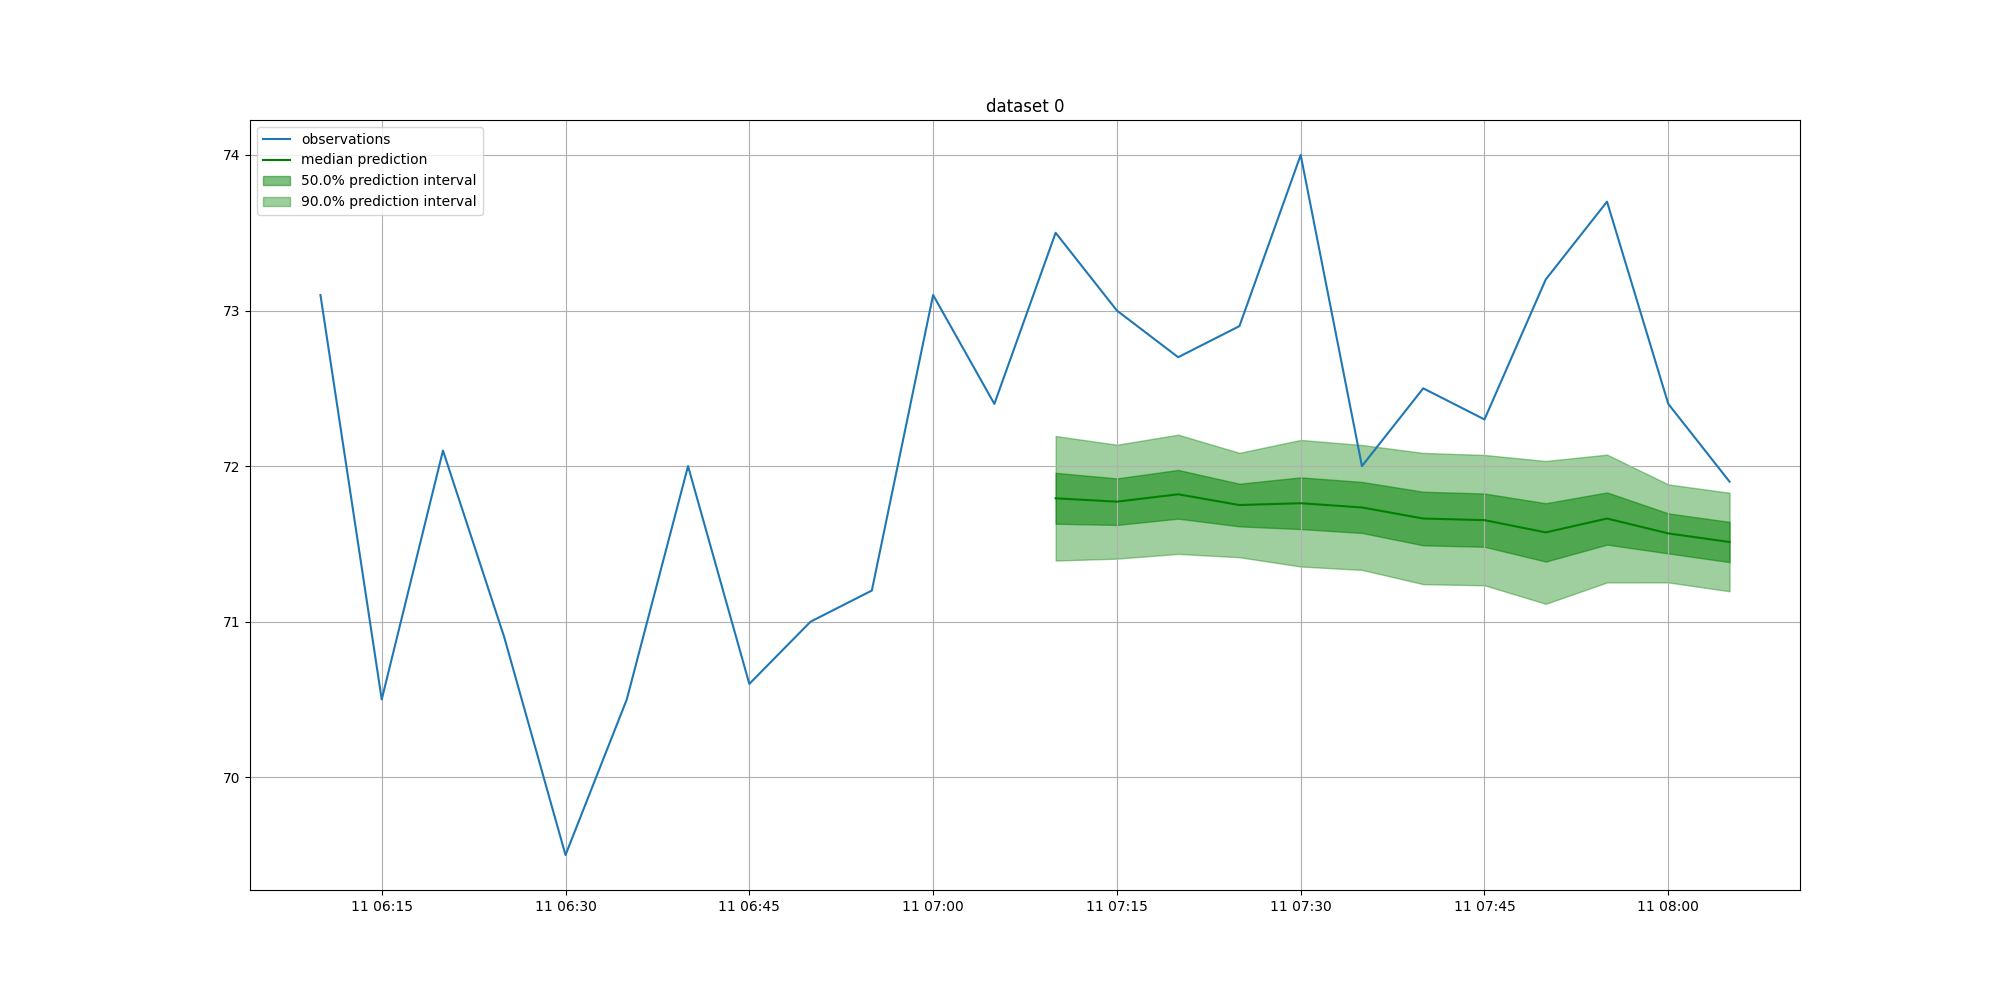 dataset 0
observations
median prediction
50.0% prediction interval
90.0% prediction interval
74
73
72
71
70
11 06:15
11 06:30
11 06:45
11 07:00
11 07:15
11 07:30
11 07:45
11 08:00